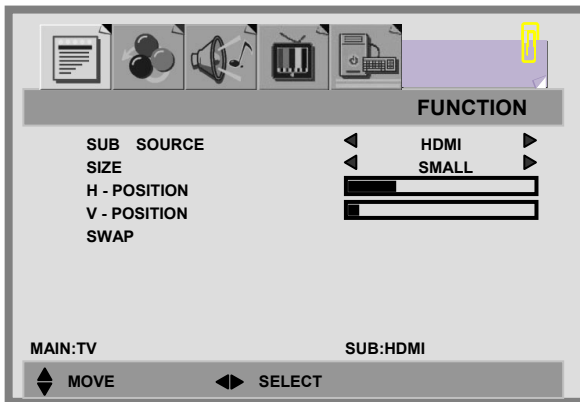 FUNCTION
SUB SOURCE HDMI
SIZE SMALL
H - POSITION
V - POSITION
SWAP
MAIN:TV SUB:HDMI
MOVE SELECT